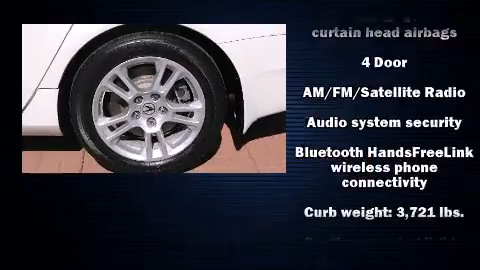 curtain head airbags
4 Door
AM/FM/Satellite Radio
Audio system security
Bluetooth HandsFreeLink
wireless phone
connectivity
Curb weight: 3,721 lbs.